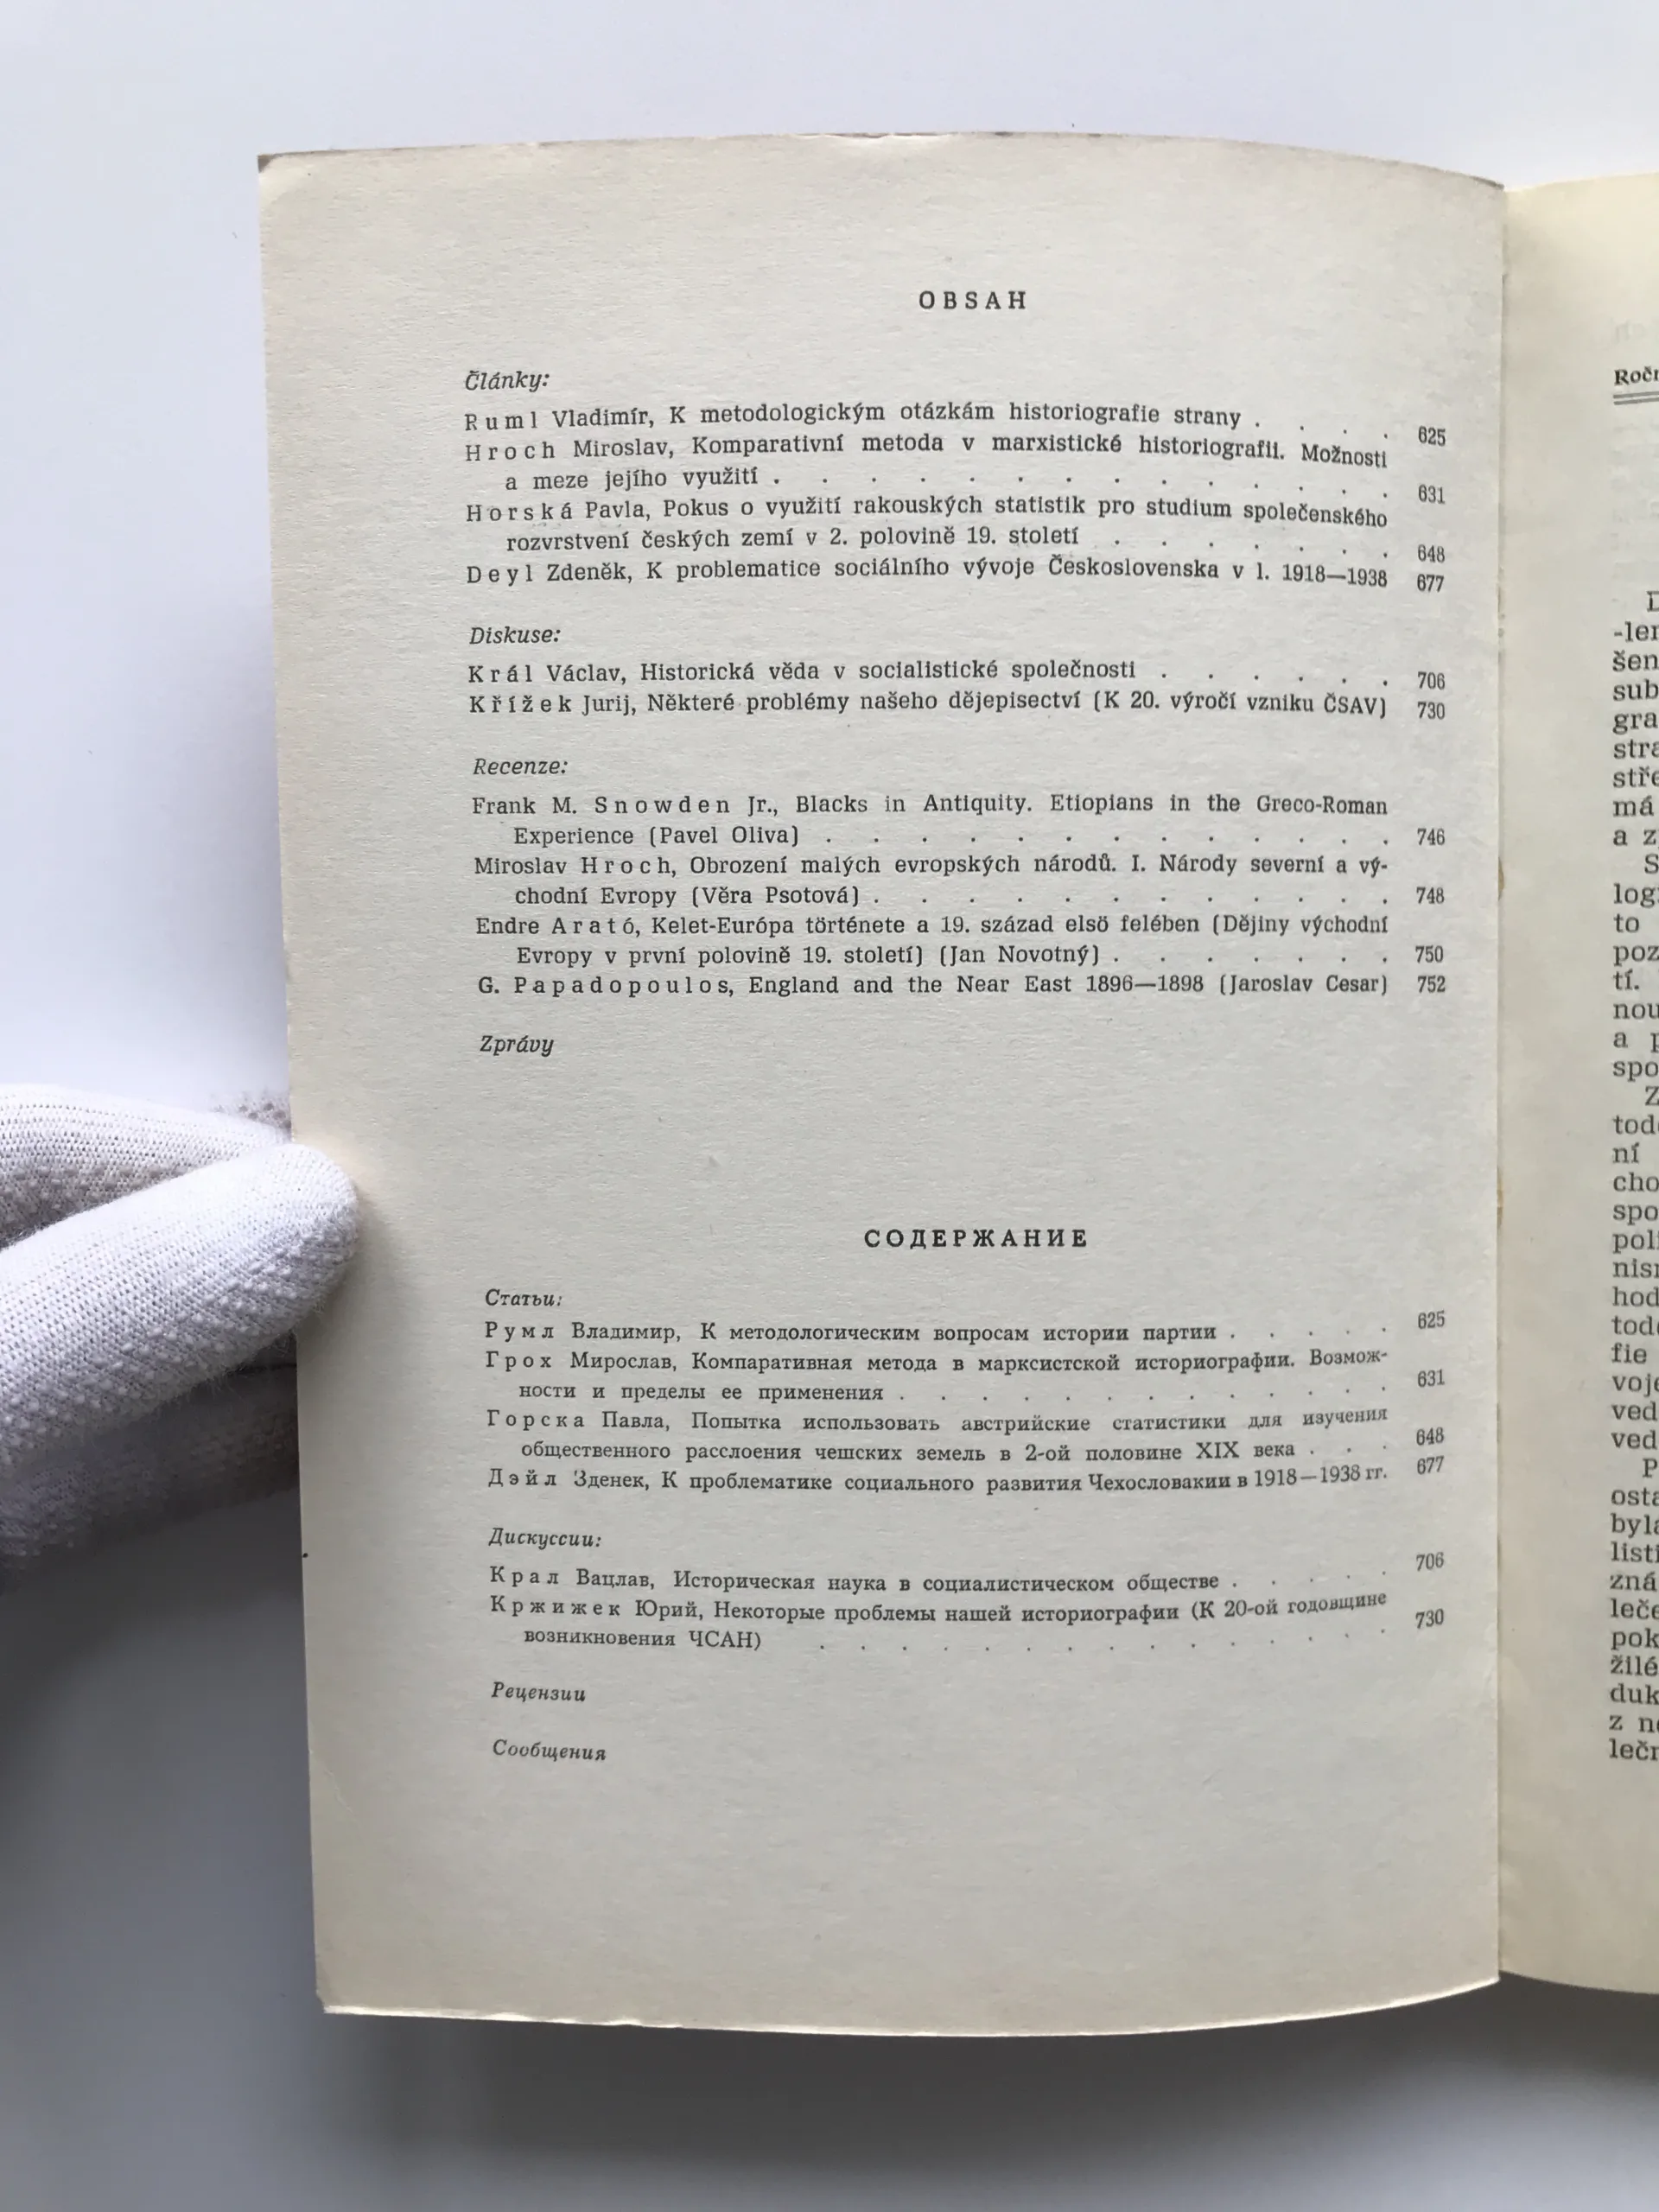 OBSAH
Články:
Ruml Vladimír, K metodologickým otázkám historiografie strany . . . . 625
Hroch Miroslav, Komparativní metoda v marxistické historiografii. Možnosti
a meze jejího využití . . . . . . . . . . . . . 631
Horská Pavla, Pokus o využití rakouských statistik pro studium společenského
rozvrstvení českých zemí v 2. polovině 19. století . . . . . . . 648
Deyl Zdeněk, K problematice sociálního vývoje Československa v l. 1918—1938 677
Diskuse:
Král Václav, Historická věda v socialistické společnosti . . . . . . 706
Křížek Jurij, Některé problémy našeho dějepisectví (K 20. výročí vzniku ČSAV) 730
Recenze:
Frank M. Snowden Jr., Blacks in Antiquity. Etiopians in the Greco-Roman
Experience (Pavel Oliva) . . . . . . . . . . . . . 746
Miroslav Hroch, Obrození malých evropských národů. I. Národy severní a vý-
chodní Evropy (Věra Psotová) . . . . . . . . . . . . 748
Endre Arató, Kelet-Európa története a 19. század elsö felében (Dějiny východní
Evropy v první polovině 19. století) (Jan Novotný) . . . . . . . 750
G. Papadopoulos, England and the Near East 1896—1898 (Jaroslav Cesar) 752
Zprávy
СОДЕРЖАНИЕ
Статьи:
Румл Владимир, К методологическим вопросам истории партии . . . . . 625
Грох Мирослав, Компаративная метода в марксистской историографии. Возмож-
ности и пределы ее применения . . . . . . . . . . . . 631
Горска Павла, Попытка использовать австрийские статистики для изучения
общественного расслоения чешских земель в 2-ой половине XIX века . . . 648
Дэйл Зденек, К проблематике социального развития Чехословакии в 1918—1938 гг. 677
Дискуссии:
Крал Вацлав, Историческая наука в социалистическом обществе . . . . . 706
Кржижек Юрий, Некоторые проблемы нашей историографии (К 20-ой годовщине
возникновения ЧСАН) . . . . . . . . . . . . . 730
Рецензии
Сообщения